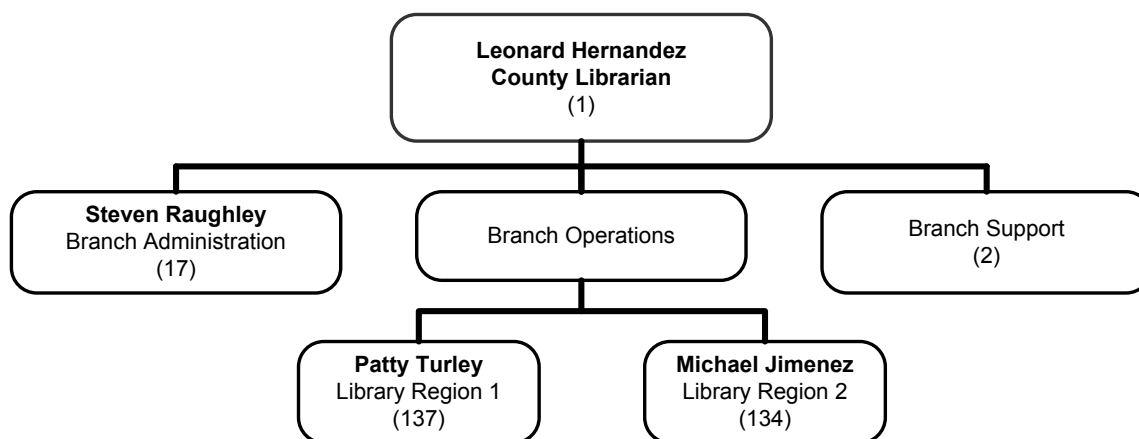 Leonard Hernandez
County Librarian
(1)
Steven Raughley
Branch Administration
(17)
Branch Operations
Branch Support
(2)
Patty Turley
Library Region 1
(137)
Michael Jimenez
Library Region 2
(134)